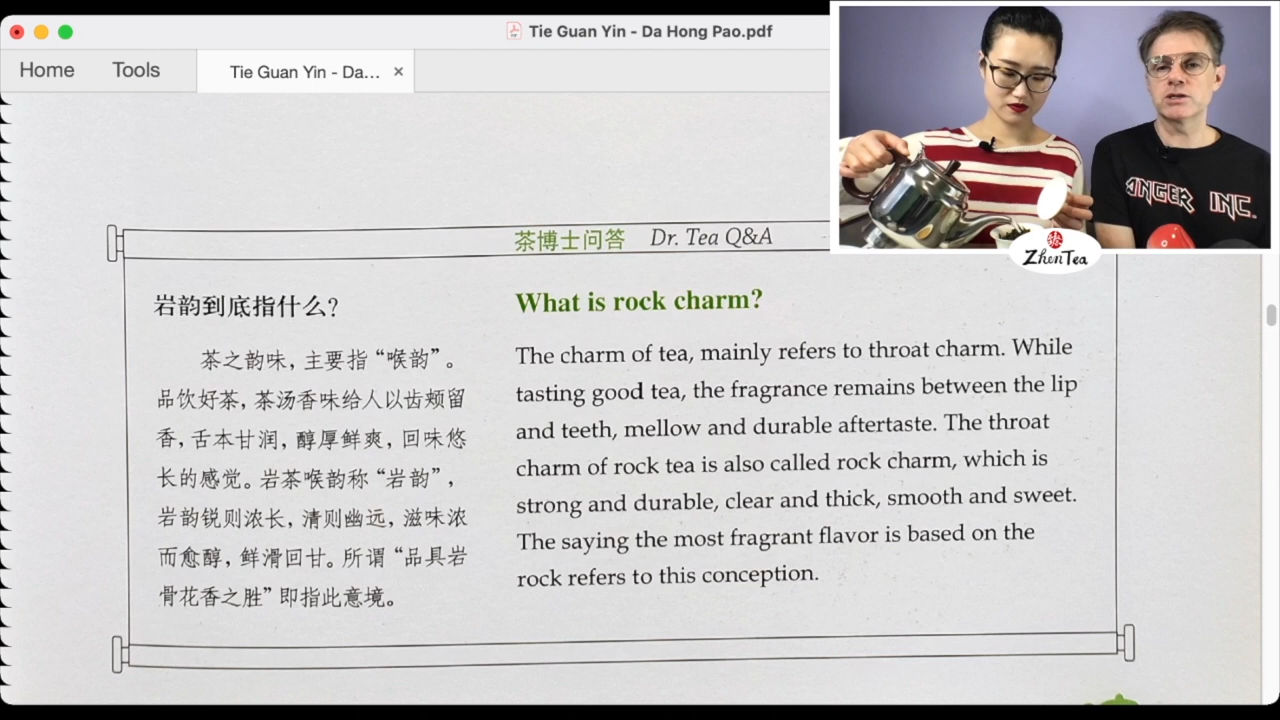 Tie Guan Yin - Da Hong Pao.pdf
Home
Tools
Tie Guan Yin - Da...
ANGER INC.
Zhen Tea
茶博士问答 Dr. Tea Q&A
岩韵到底指什么?
茶之韵味,主要指“喉韵”。
品饮好茶,茶汤香味给人以齿颊留
香,舌本甘润,醇厚鲜爽,回味悠
长的感觉。岩茶喉韵称“岩韵”,
岩韵锐则浓长,清则幽远,滋味浓
而愈醇,鲜滑回甘。所谓“品具岩
骨花香之胜”即指此意境。
What is rock charm?
The charm of tea, mainly refers to throat charm. While
tasting good tea, the fragrance remains between the lip
and teeth, mellow and durable aftertaste. The throat
charm of rock tea is also called rock charm, which is
strong and durable, clear and thick, smooth and sweet.
The saying the most fragrant flavor is based on the
rock refers to this conception.